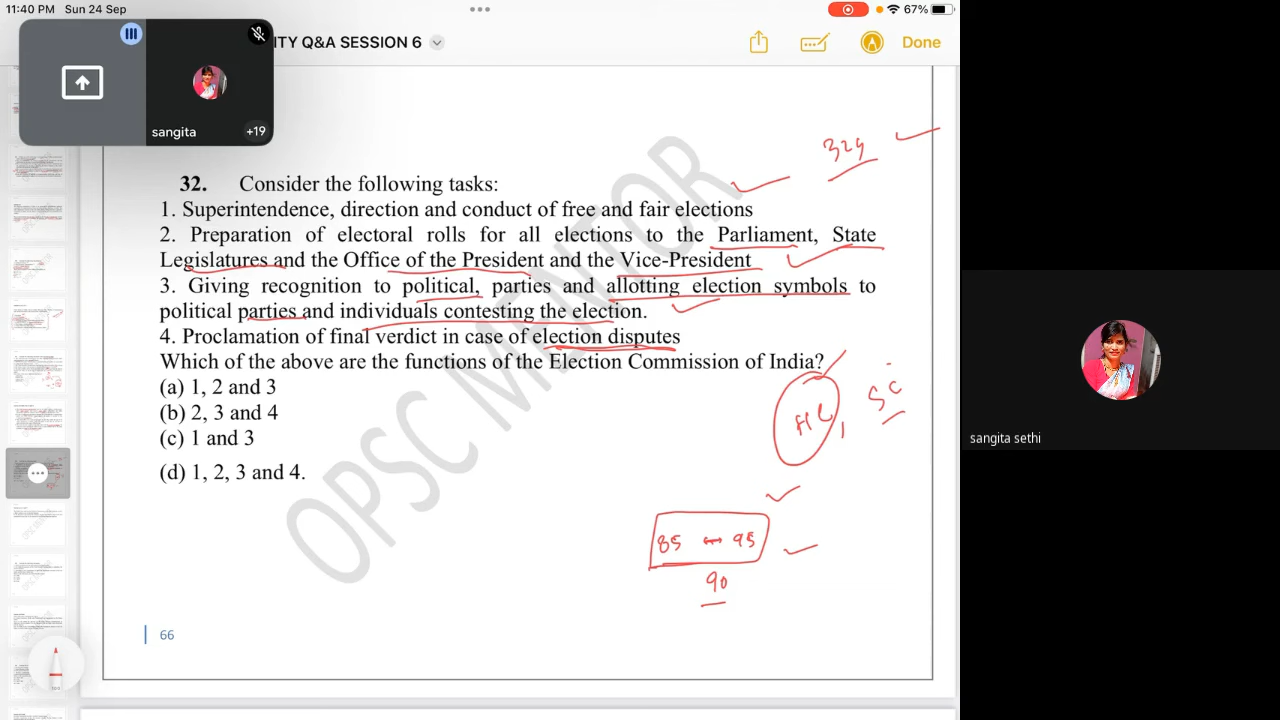 11:40 PM Sun 24 Sep
67%
ITY Q&A SESSION 6
Done
sangita
+19
324
32. Consider the following tasks:
1. Superintendence, direction and conduct of free and fair elections
2. Preparation of electoral rolls for all elections to the Parliament, State
Legislatures and the Office of the President and the Vice-President
3. Giving recognition to political, parties and allotting election symbols to
political parties and individuals contesting the election.
4. Proclamation of final verdict in case of election disputes
Which of the above are the functions of the Election Commission of India?
(a) 1, 2 and 3
(b) 2, 3 and 4
(c) 1 and 3
(d) 1, 2, 3 and 4.
HC, SC
85 - 95
90
66
OPSC MENTOR
sangita sethi